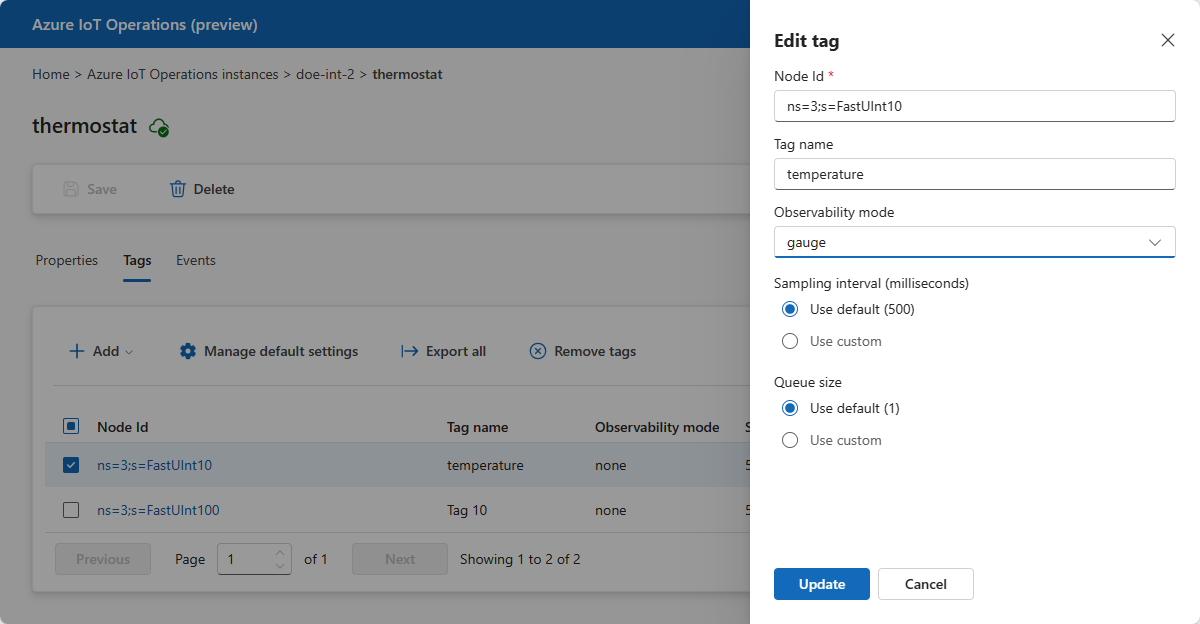 Azure IoT Operations (preview)
Home > Azure IoT Operations instances > doe-int-2 > thermostat
thermostat
Save Delete
Properties Tags Events
Add Manage default settings Export all Remove tags
Node Id Tag name Observability mode S
ns=3;s=FastUInt10 temperature none 5
ns=3;s=FastUInt100 Tag 10 none 5
Previous Page 1 of 1 Next Showing 1 to 2 of 2
Edit tag
Node Id *
ns=3;s=FastUInt10
Tag name
temperature
Observability mode
gauge
Sampling interval (milliseconds)
Use default (500)
Use custom
Queue size
Use default (1)
Use custom
Update Cancel